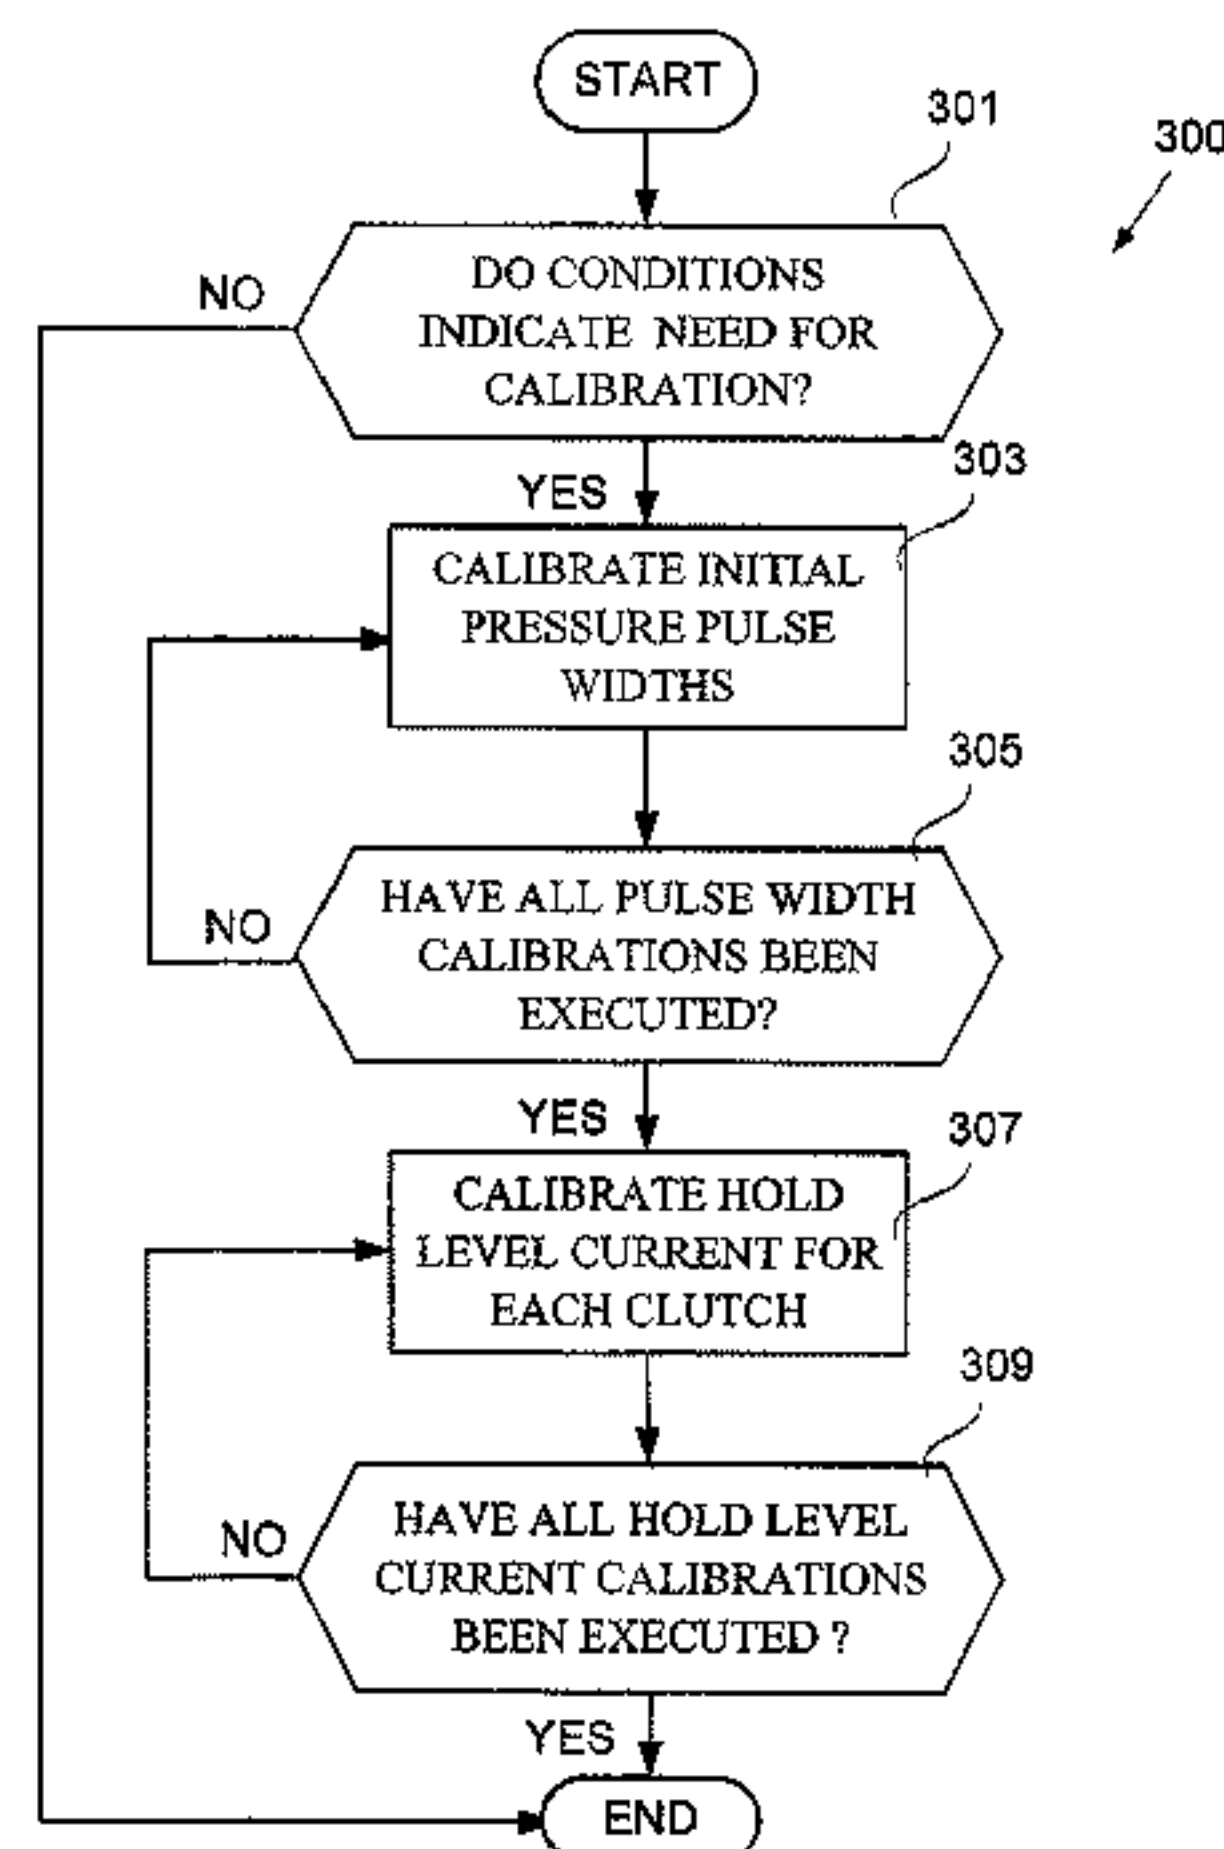 START
301
300
NO
DO CONDITIONS
INDICATE NEED FOR
CALIBRATION?
YES
303
CALIBRATE INITIAL
PRESSURE PULSE
WIDTHS
305
HAVE ALL PULSE WIDTH
CALIBRATIONS BEEN
EXECUTED?
NO
YES
307
CALIBRATE HOLD
LEVEL CURRENT FOR
EACH CLUTCH
309
HAVE ALL HOLD LEVEL
CURRENT CALIBRATIONS
BEEN EXECUTED ?
NO
YES
END